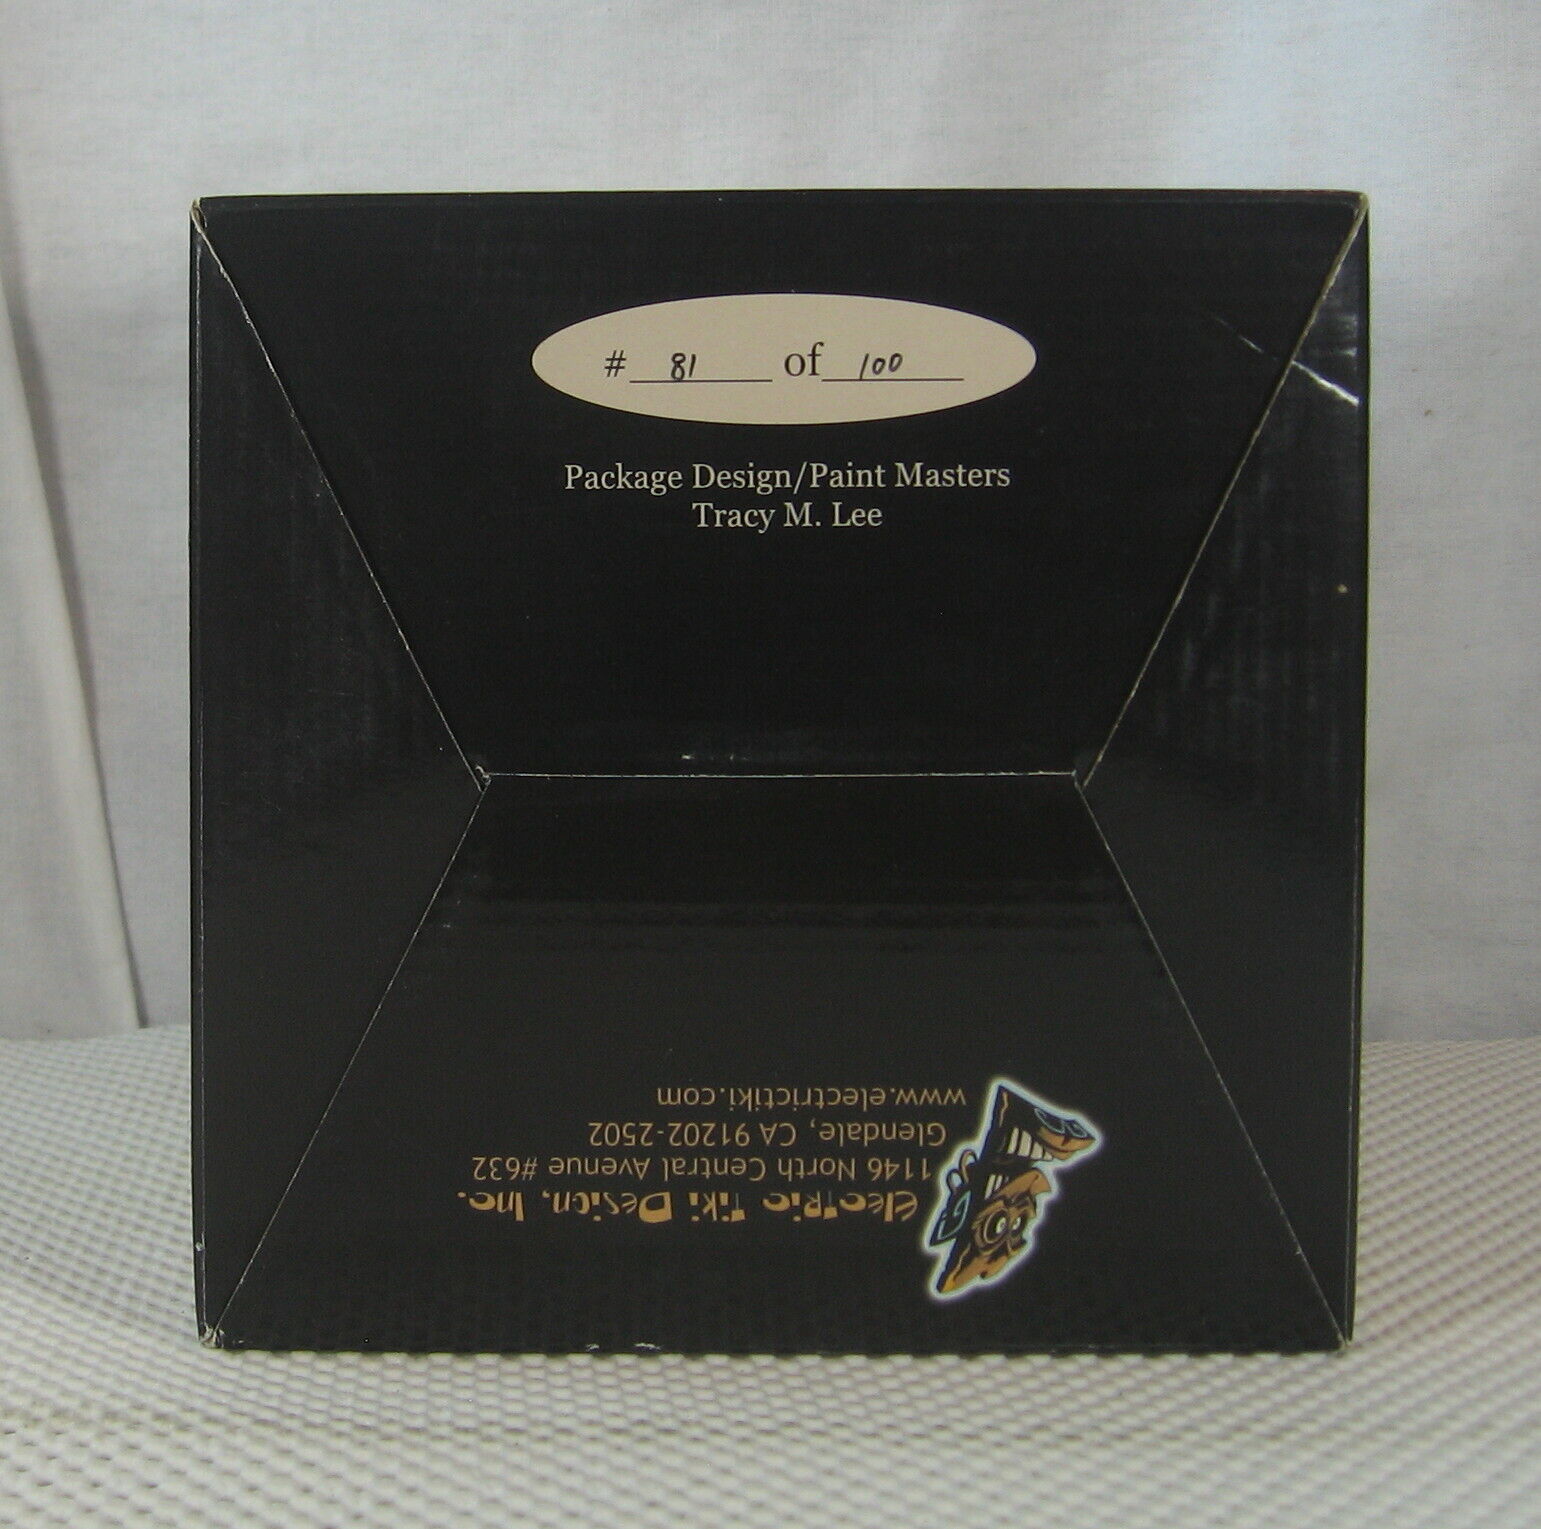 # 81 of 100
Package Design/Paint Masters
Tracy M. Lee
Electric Tiki Design, Inc.
1146 North Central Avenue #632
Glendale, CA 91202-2502
www.electrictiki.com